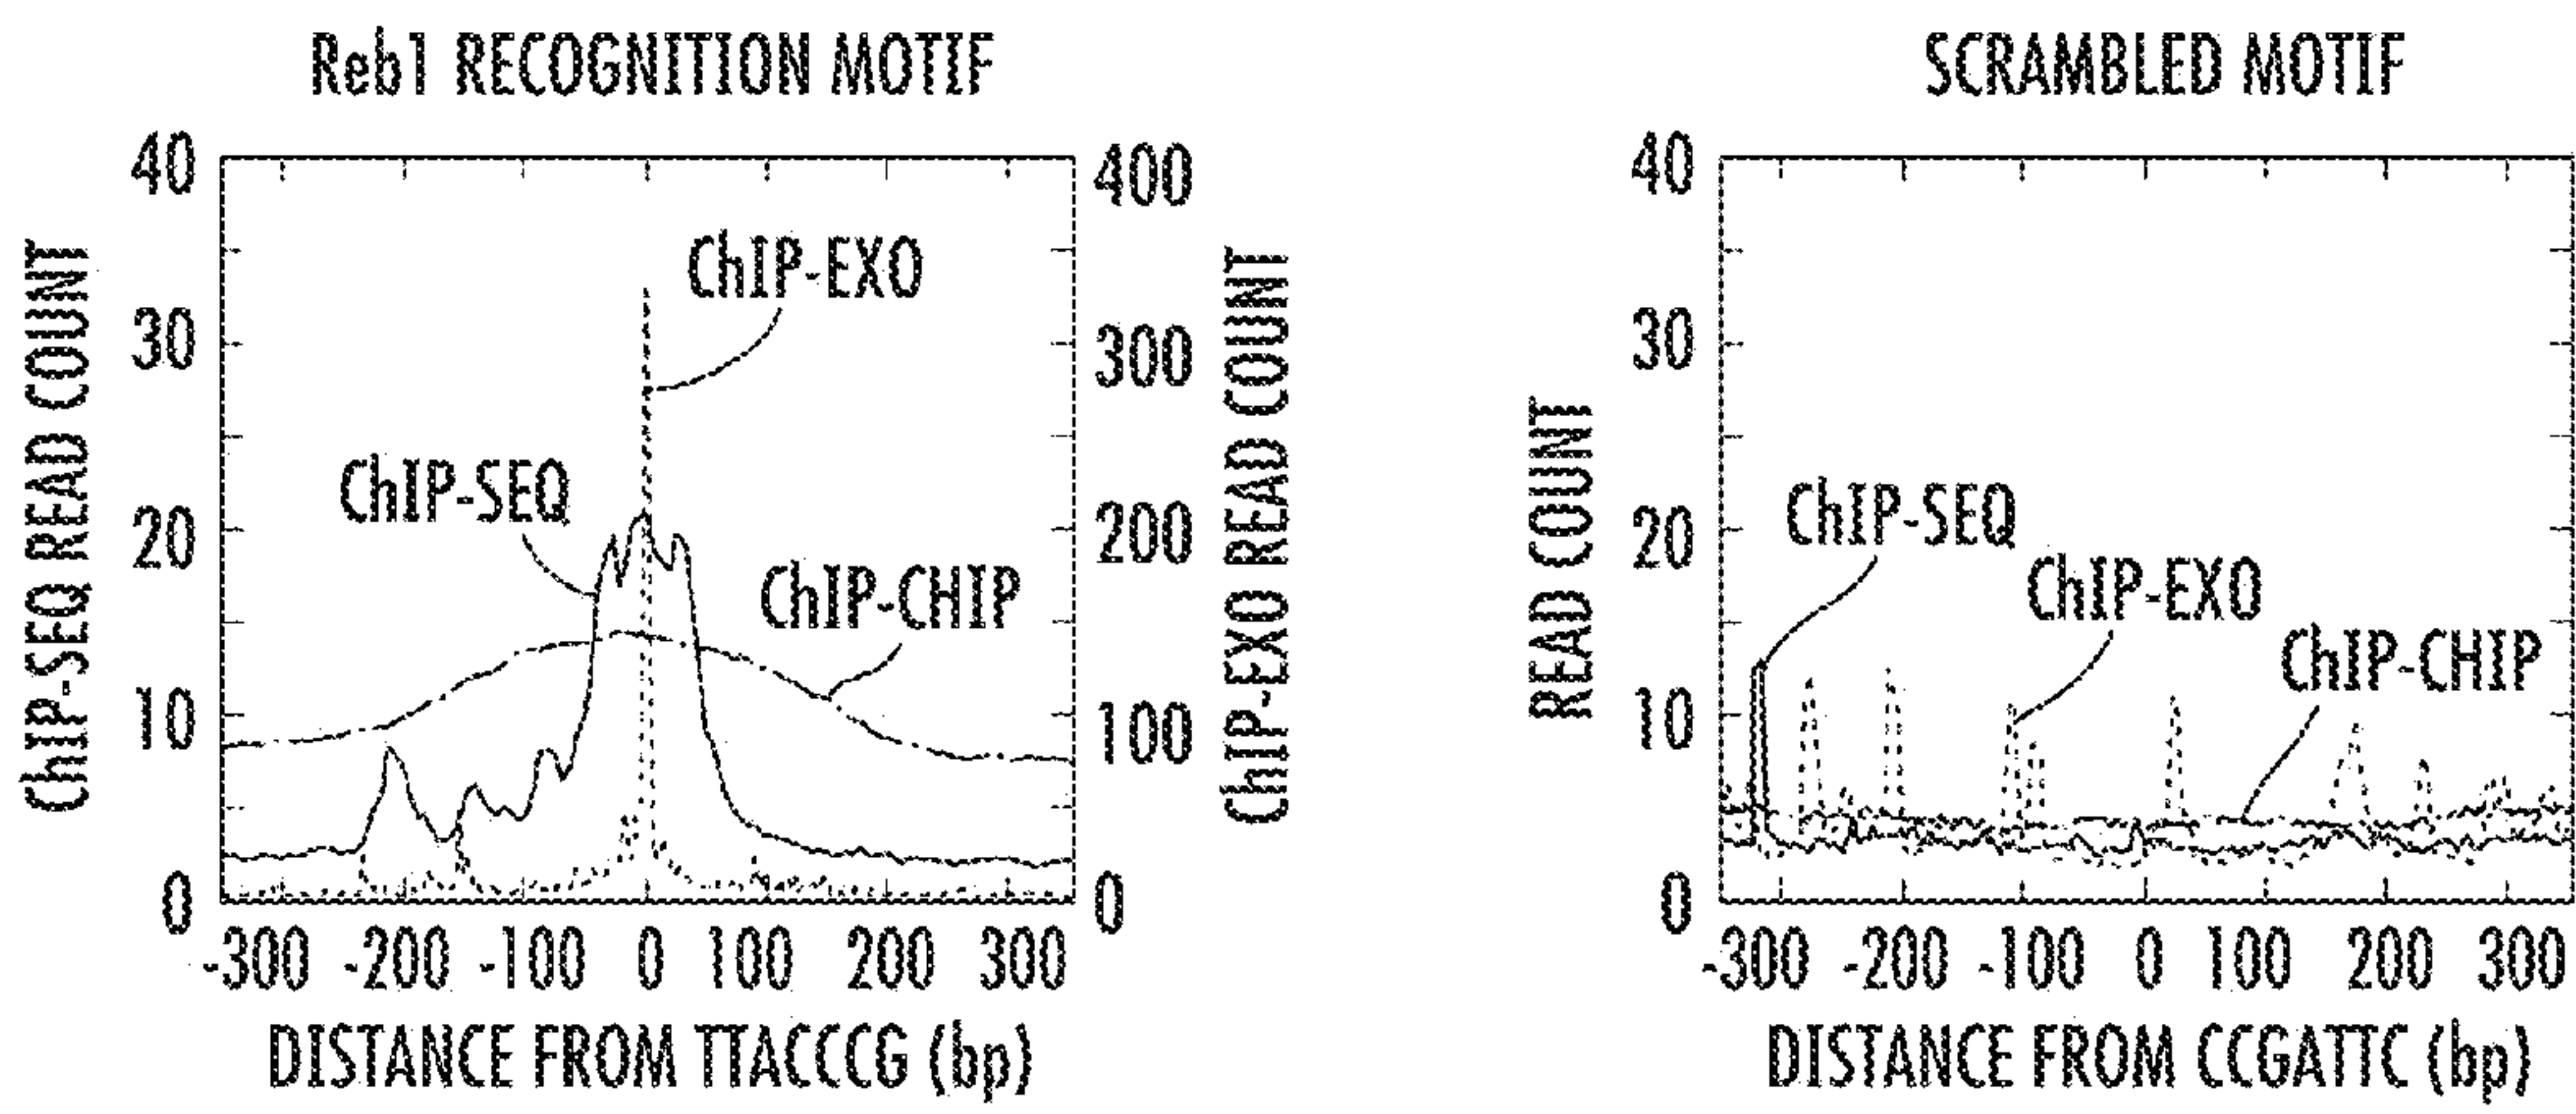 Reb1 RECOGNITION MOTIF
ChIP-SEQ READ COUNT
40
30
20
10
0
ChIP-EXO
ChIP-SEQ
ChIP-CHIP
400
300
200
100
0
ChIP-EXO READ COUNT
-300 -200 -100 0 100 200 300
DISTANCE FROM TTACCCG (bp)
SCRAMBLED MOTIF
READ COUNT
40
30
20
10
0
ChIP-SEQ
ChIP-EXO
ChIP-CHIP
-300 -200 -100 0 100 200 300
DISTANCE FROM CCGATTC (bp)